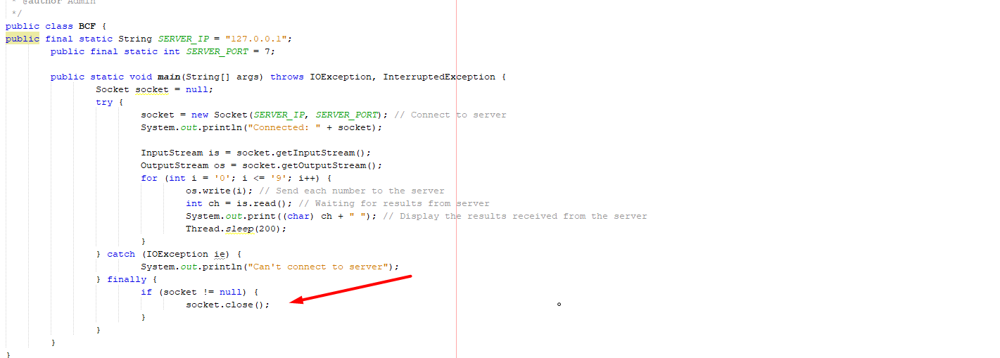 * @author Admin
*/
public class BCF {
public final static String SERVER_IP = "127.0.0.1";
public final static int SERVER_PORT = 7;
public static void main(String[] args) throws IOException, InterruptedException {
Socket socket = null;
try {
socket = new Socket(SERVER_IP, SERVER_PORT); // Connect to server
System.out.println("Connected: " + socket);
InputStream is = socket.getInputStream();
OutputStream os = socket.getOutputStream();
for (int i = '0'; i <= '9'; i++) {
os.write(i); // Send each number to the server
int ch = is.read(); // Waiting for results from server
System.out.print((char) ch + " "); // Display the results received from the server
Thread.sleep(200);
}
} catch (IOException ie) {
System.out.println("Can't connect to server");
} finally {
if (socket != null) {
socket.close();
}
}
}
}